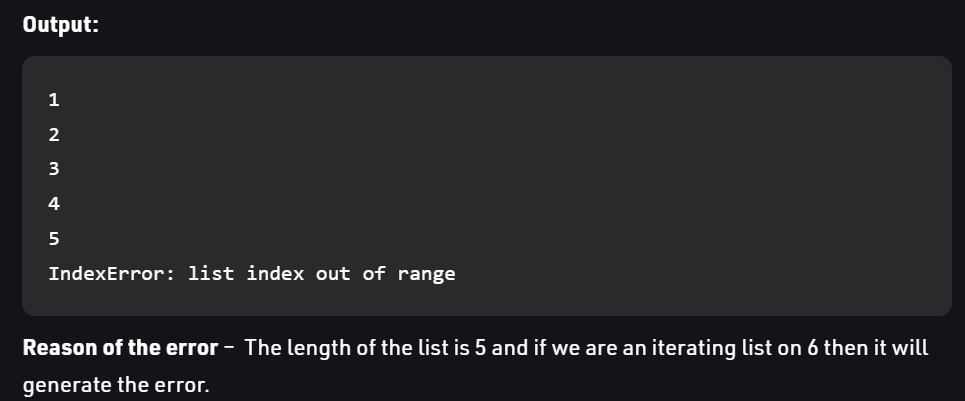 Output:
1
2
3
4
5
IndexError: list index out of range
Reason of the error – The length of the list is 5 and if we are an iterating list on 6 then it will
generate the error.